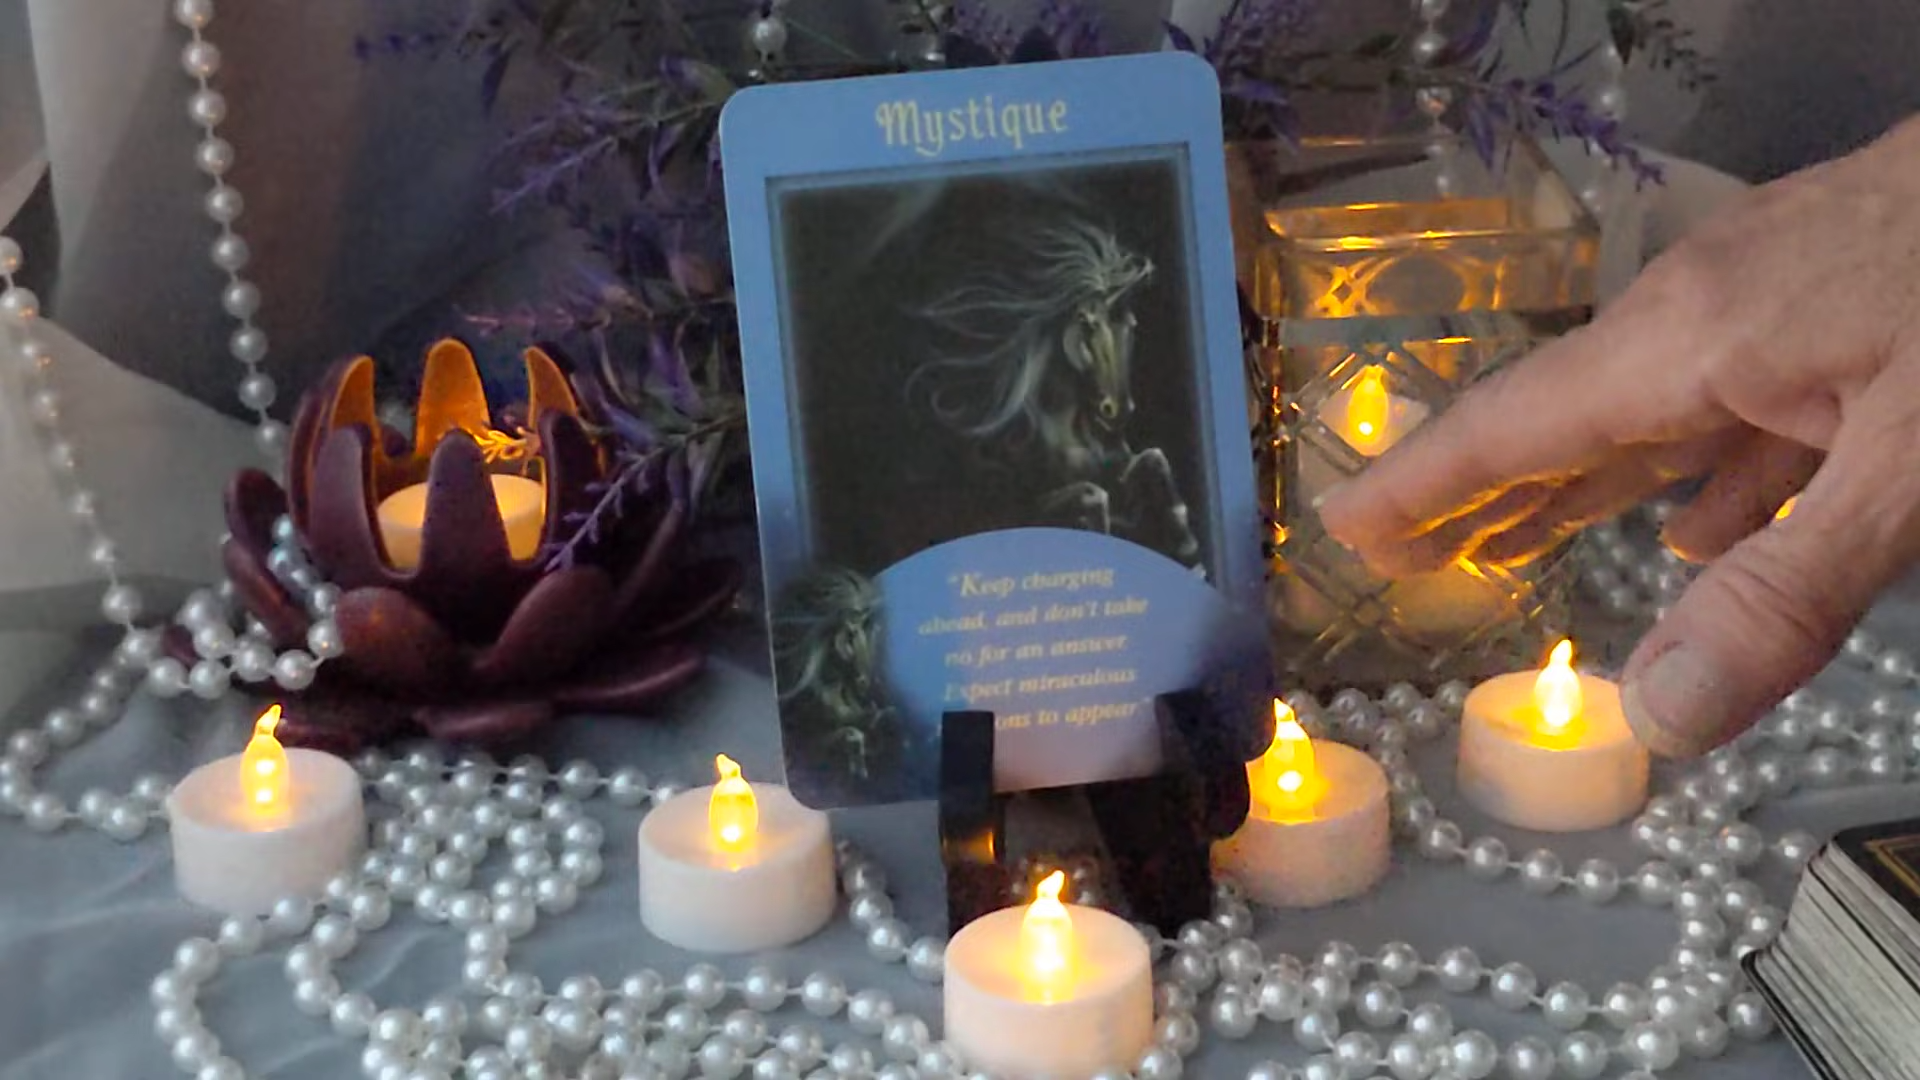 Mystique
"Keep charging
ahead, and don't take
no for an answer
Expect miraculous
to appear."